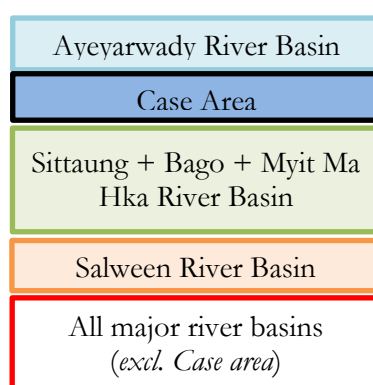 Ayeyarwady River Basin
Case Area
Sittaung + Bago + Myit Ma
Hka River Basin
Salween River Basin
All major river basins
(excl. Case area)